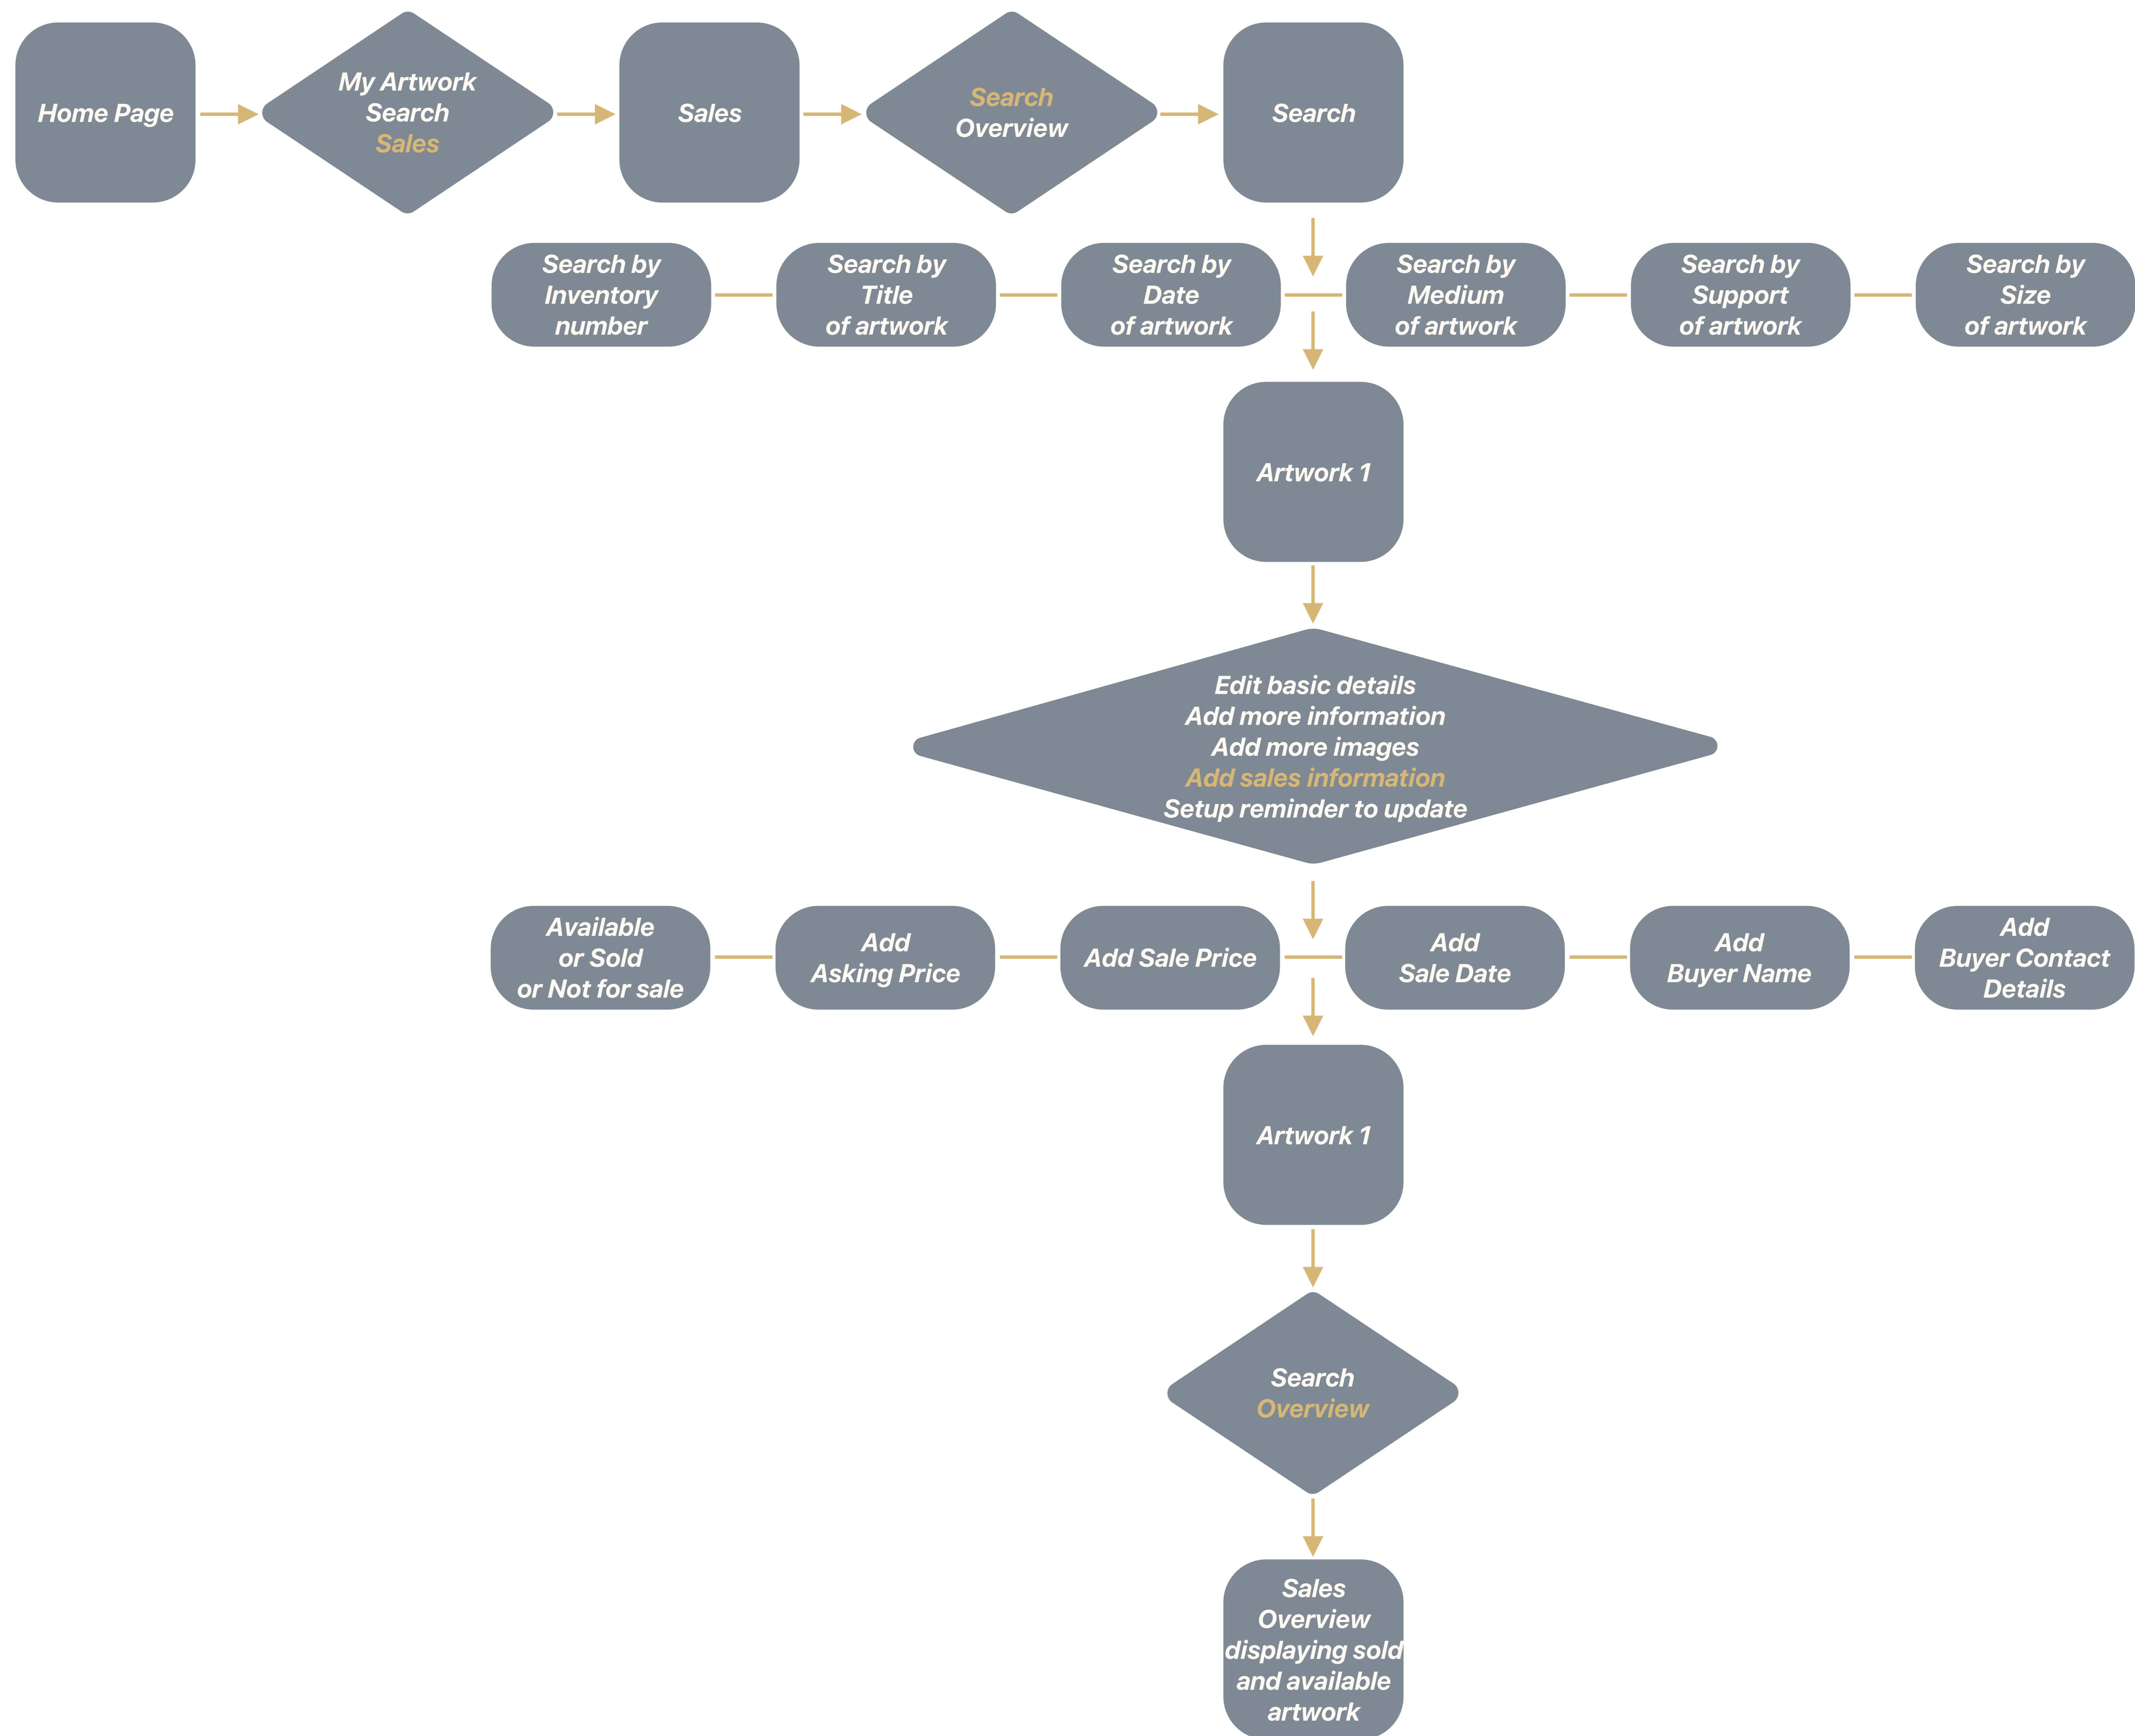 Home Page
My Artwork
Search
Sales
Sales
Search
Overview
Search
Search by
Inventory
number
Search by
Title
of artwork
Search by
Date
of artwork
Search by
Medium
of artwork
Search by
Support
of artwork
Search by
Size
of artwork
Artwork 1
Edit basic details
Add more information
Add more images
Add sales information
Setup reminder to update
Available
or Sold
or Not for sale
Add
Asking Price
Add Sale Price
Add
Sale Date
Add
Buyer Name
Add
Buyer Contact
Details
Artwork 1
Search
Overview
Sales
Overview
displaying sold
and available
artwork